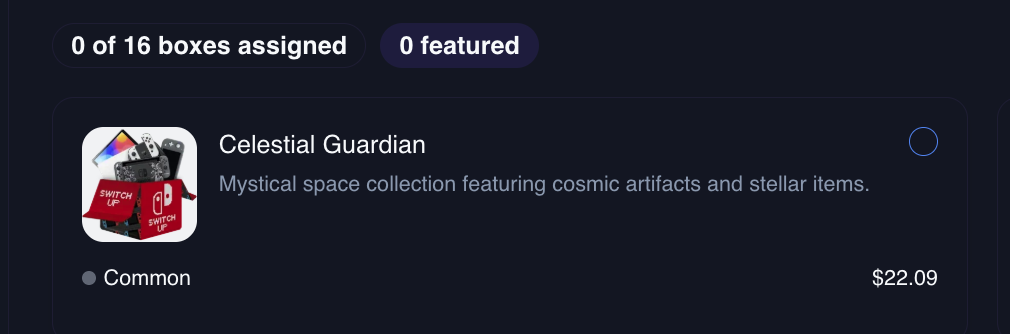 0 of 16 boxes assigned
0 featured
Celestial Guardian
Mystical space collection featuring cosmic artifacts and stellar items.
SWITCH
UP
SWITCH
UP
Common
$22.09